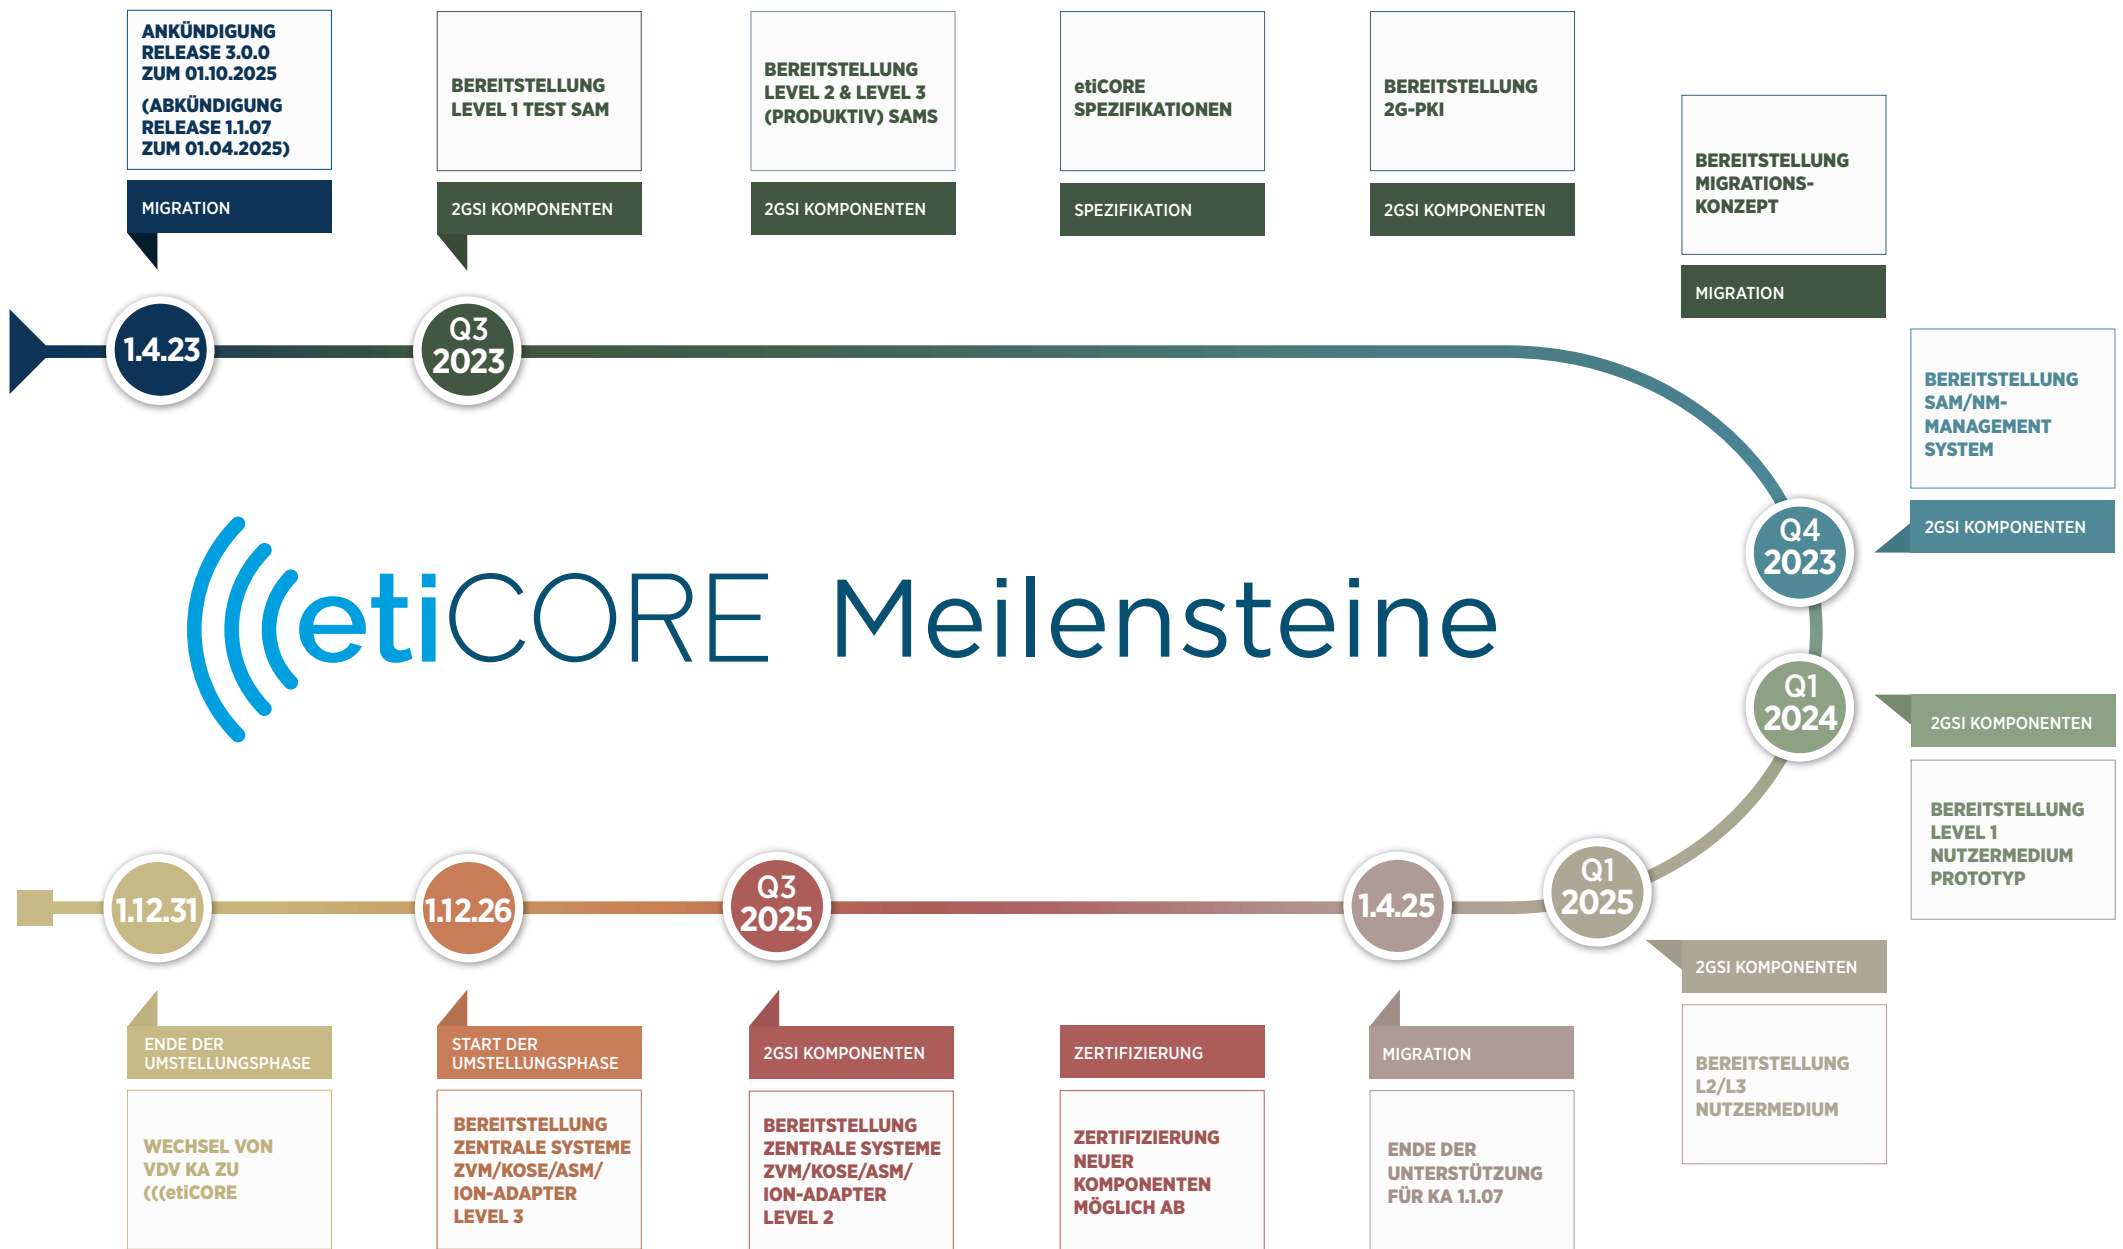 ANKÜNDIGUNG
RELEASE 3.0.0
ZUM 01.10.2025
(ABKÜNDIGUNG
RELEASE 1.1.07
ZUM 01.04.2025)
MIGRATION
BEREITSTELLUNG
LEVEL 1 TEST SAM
2GSI KOMPONENTEN
BEREITSTELLUNG
LEVEL 2 & LEVEL 3
(PRODUKTIV) SAMS
2GSI KOMPONENTEN
etiCORE
SPEZIFIKATIONEN
SPEZIFIKATION
BEREITSTELLUNG
2G-PKI
2GSI KOMPONENTEN
BEREITSTELLUNG
MIGRATIONS-
KONZEPT
MIGRATION
1.4.23
Q3
2023
BEREITSTELLUNG
SAM/NM-
MANAGEMENT
SYSTEM
2GSI KOMPONENTEN
Q4
2023
etiCORE Meilensteine
Q1
2024
2GSI KOMPONENTEN
BEREITSTELLUNG
LEVEL 1
NUTZERMEDIUM
PROTOTYP
1.12.31
1.12.26
Q3
2025
1.4.25
Q1
2025
2GSI KOMPONENTEN
BEREITSTELLUNG
L2/L3
NUTZERMEDIUM
ENDE DER
UMSTELLUNGSPHASE
WECHSEL VON
VDV KA ZU
(((etiCORE
START DER
UMSTELLUNGSPHASE
BEREITSTELLUNG
ZENTRALE SYSTEME
ZVM/KOSE/ASM/
ION-ADAPTER
LEVEL 3
2GSI KOMPONENTEN
BEREITSTELLUNG
ZENTRALE SYSTEME
ZVM/KOSE/ASM/
ION-ADAPTER
LEVEL 2
ZERTIFIZIERUNG
ZERTIFIZIERUNG
NEUER
KOMPONENTEN
MÖGLICH AB
MIGRATION
ENDE DER
UNTERSTÜTZUNG
FÜR KA 1.1.07